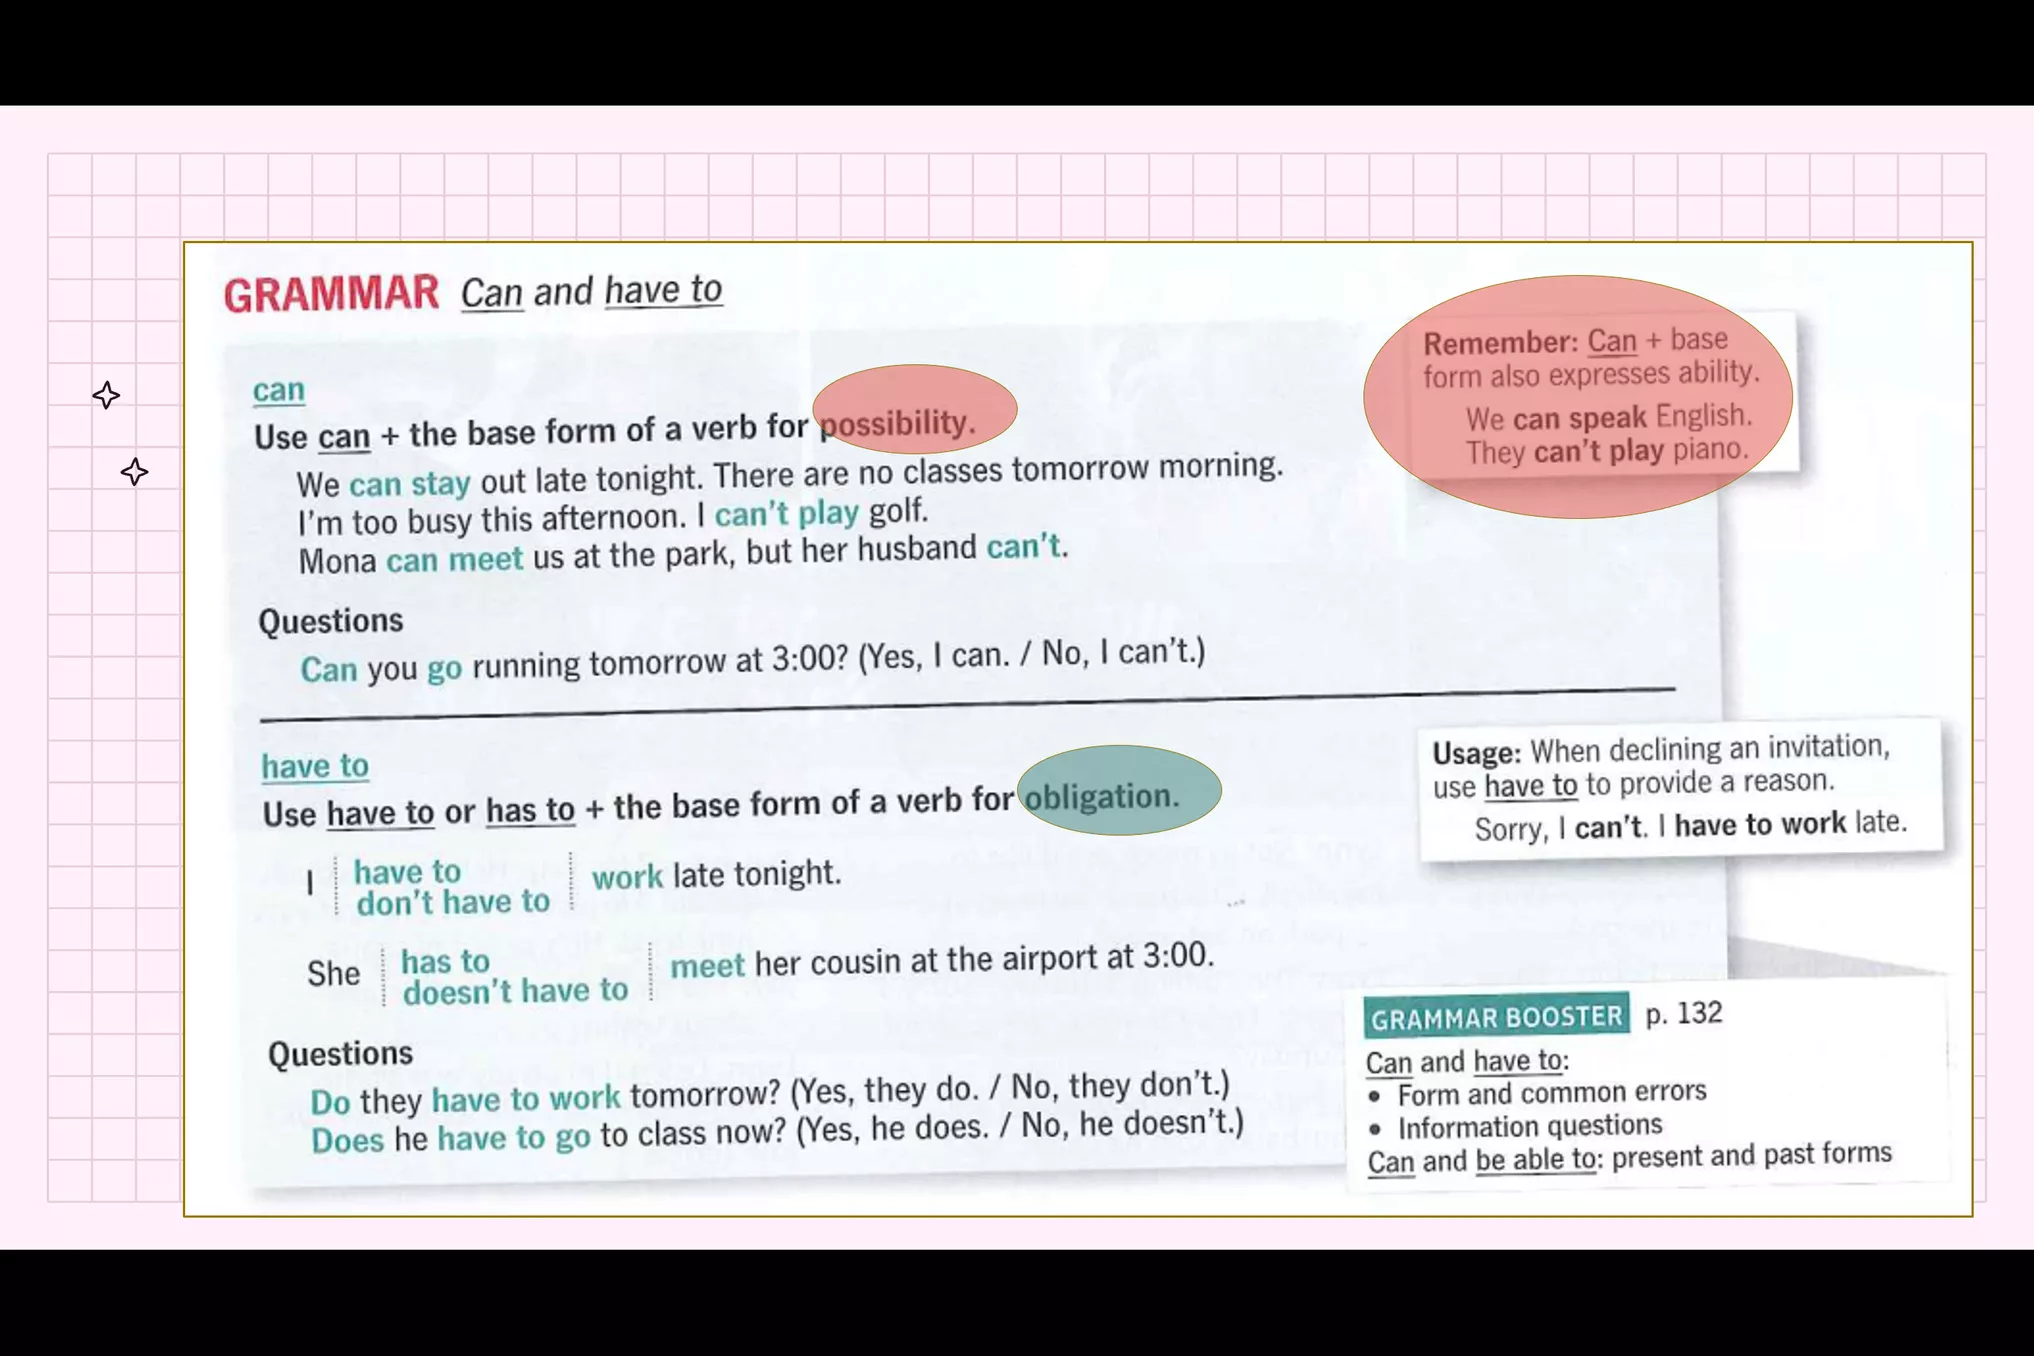 GRAMMAR Can and have to
can
Use can + the base form of a verb for possibility.
We can stay out late tonight. There are no classes tomorrow morning.
I'm too busy this afternoon. I can't play golf.
Mona can meet us at the park, but her husband can't.
Questions
Can you go running tomorrow at 3:00? (Yes, I can. / No, I can't.)
Remember: Can + base
form also expresses ability.
We can speak English.
They can't play piano.
have to
Use have to or has to + the base form of a verb for obligation.
I have to work late tonight.
don't have to
She has to meet her cousin at the airport at 3:00.
doesn't have to
Questions
Do they have to work tomorrow? (Yes, they do. / No, they don't.)
Does he have to go to class now? (Yes, he does. / No, he doesn't.)
Usage: When declining an invitation,
use have to to provide a reason.
Sorry, I can't. I have to work late.
GRAMMAR BOOSTER p. 132
Can and have to:
• Form and common errors
• Information questions
Can and be able to: present and past forms